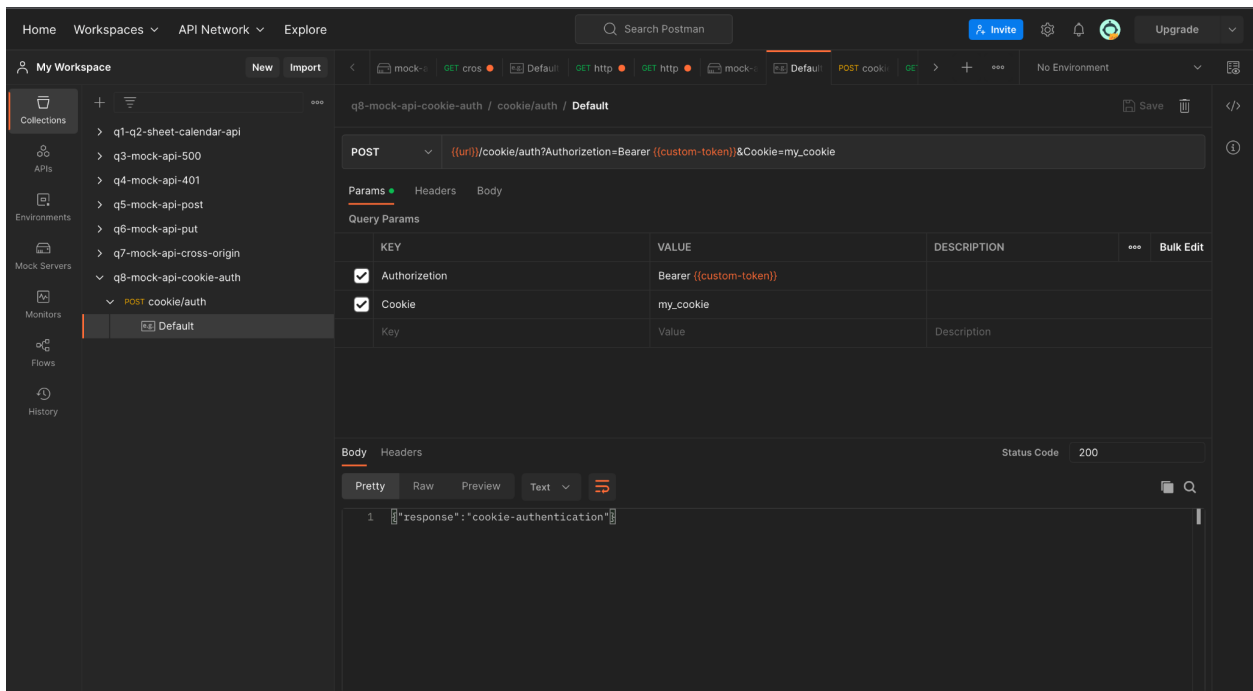 Home Workspaces API Network Explore Search Postman Invite Upgrade
My Workspace New Import mock-a GET cros Default GET http GET http mock-a Default POST cooki GET No Environment
Collections
APIs
Environments
Mock Servers
Monitors
Flows
History
q1-q2-sheet-calendar-api
q3-mock-api-500
q4-mock-api-401
q5-mock-api-post
q6-mock-api-put
q7-mock-api-cross-origin
q8-mock-api-cookie-auth
POST cookie/auth
e.g. Default
q8-mock-api-cookie-auth / cookie/auth / Default Save
POST {{url}}/cookie/auth?Authorizetion=Bearer {{custom-token}}&Cookie=my_cookie
Params Headers Body
Query Params
KEY VALUE DESCRIPTION Bulk Edit
Authorizetion Bearer {{custom-token}}
Cookie my_cookie
Key Value Description
Body Headers Status Code 200
Pretty Raw Preview Text
1 {"response":"cookie-authentication"}